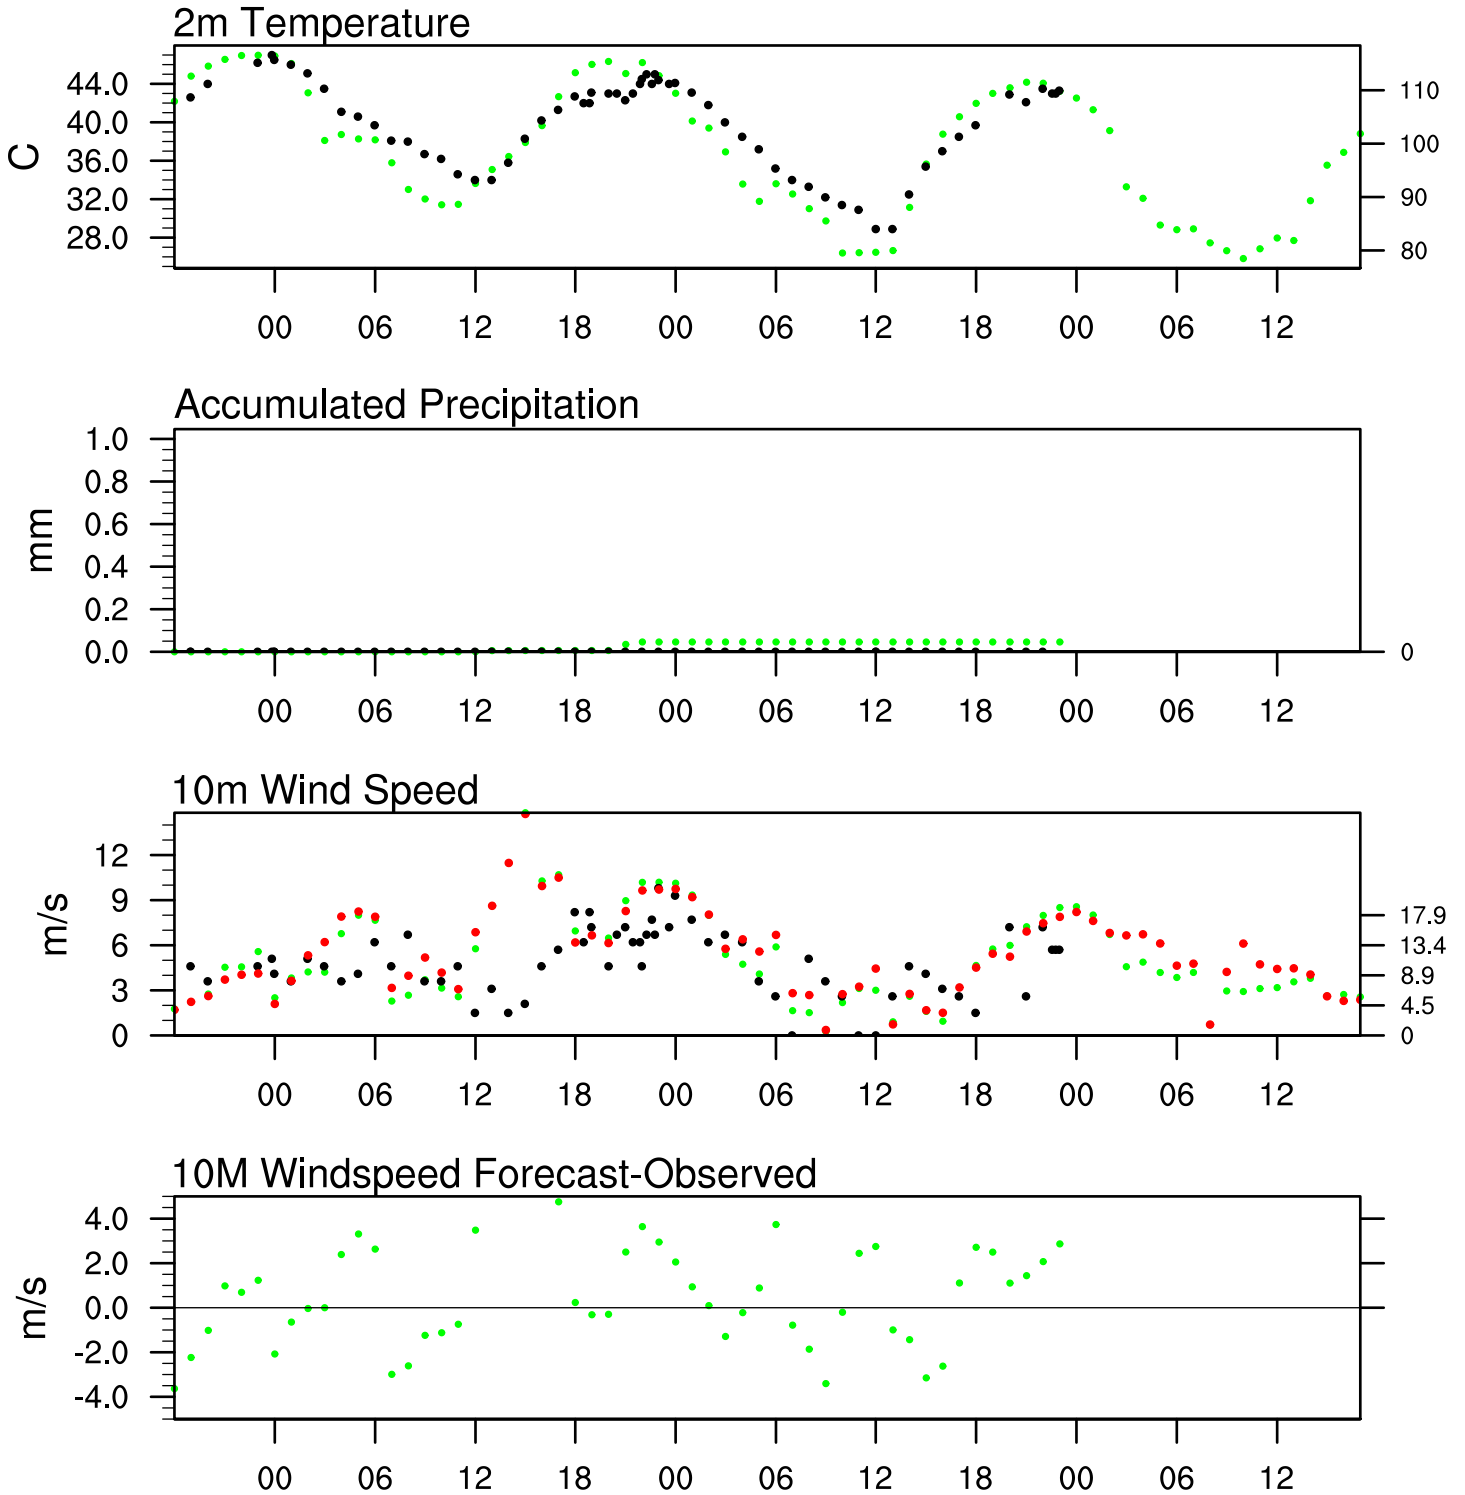 2m Temperature
C
44.0
40.0
36.0
32.0
28.0
110
100
90
80
00 06 12 18 00 06 12 18 00 06 12
Accumulated Precipitation
mm
1.0
0.8
0.6
0.4
0.2
0.0
0
00 06 12 18 00 06 12 18 00 06 12
10m Wind Speed
m/s
12
9
6
3
0
17.9
13.4
8.9
4.5
0
00 06 12 18 00 06 12 18 00 06 12
10M Windspeed Forecast-Observed
m/s
4.0
2.0
0.0
-2.0
-4.0
00 06 12 18 00 06 12 18 00 06 12